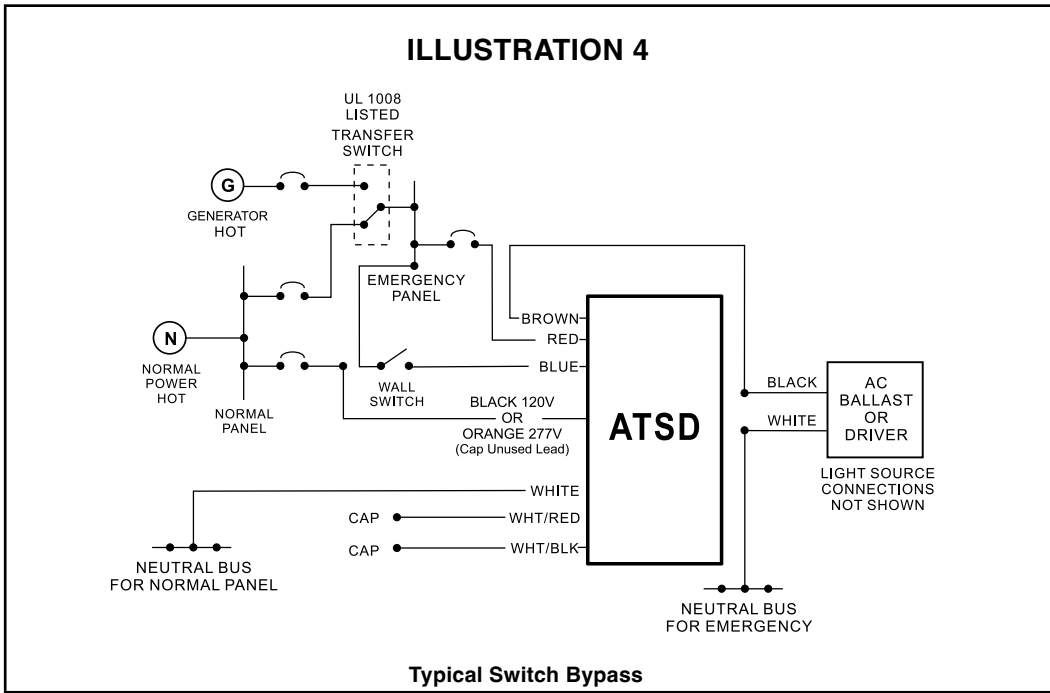 ILLUSTRATION 4
UL 1008
LISTED
TRANSFER
SWITCH
G
GENERATOR
HOT
EMERGENCY
PANEL
N
NORMAL
POWER
HOT
NORMAL
PANEL
WALL
SWITCH
BROWN
RED
BLUE
BLACK 120V
OR
ORANGE 277V
(Cap Unused Lead)
WHITE
CAP
WHT/RED
CAP
WHT/BLK
ATSD
BLACK
WHITE
AC
BALLAST
OR
DRIVER
LIGHT SOURCE
CONNECTIONS
NOT SHOWN
NEUTRAL BUS
FOR NORMAL PANEL
NEUTRAL BUS
FOR EMERGENCY
Typical Switch Bypass